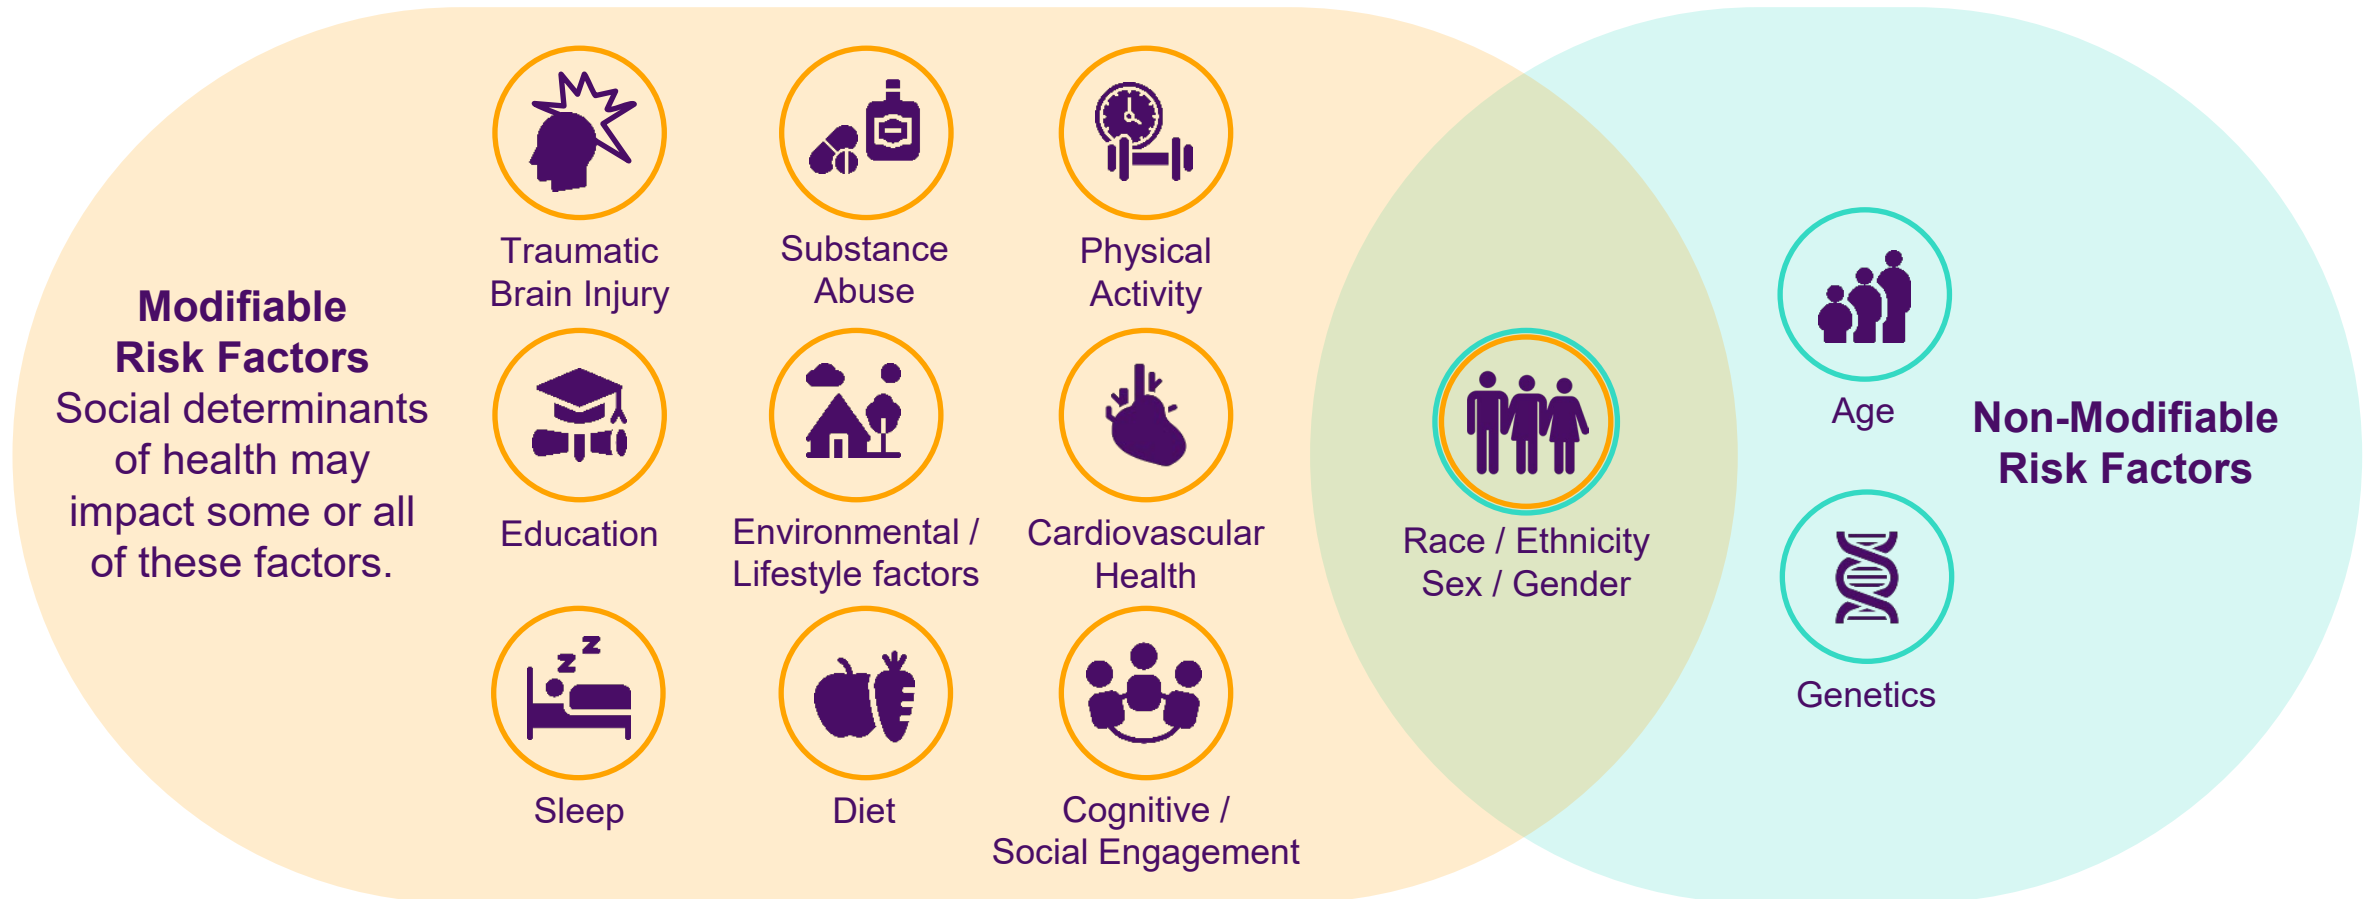 Modifiable
Risk Factors
Social determinants
of health may
impact some or all
of these factors.
Traumatic
Brain Injury
Substance
Abuse
Physical
Activity
Education
Environmental /
Lifestyle factors
Cardiovascular
Health
Sleep
Diet
Cognitive /
Social Engagement
Race / Ethnicity
Sex / Gender
Age
Genetics
Non-Modifiable
Risk Factors